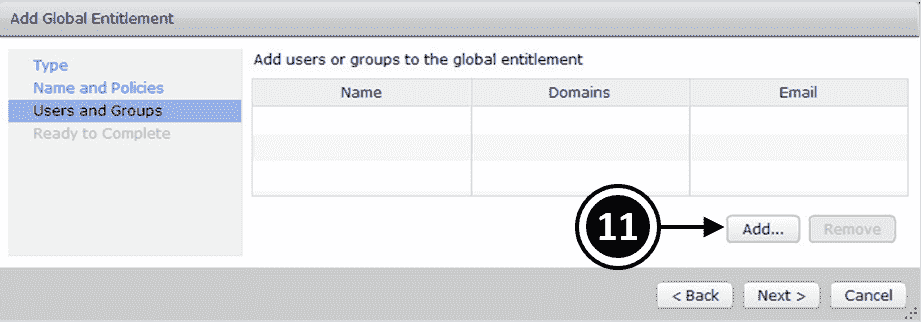 Add Global Entitlement
Type
Name and Policies
Users and Groups
Ready to Complete
Add users or groups to the global entitlement
Name Domains Email
11
Add... Remove
< Back Next > Cancel